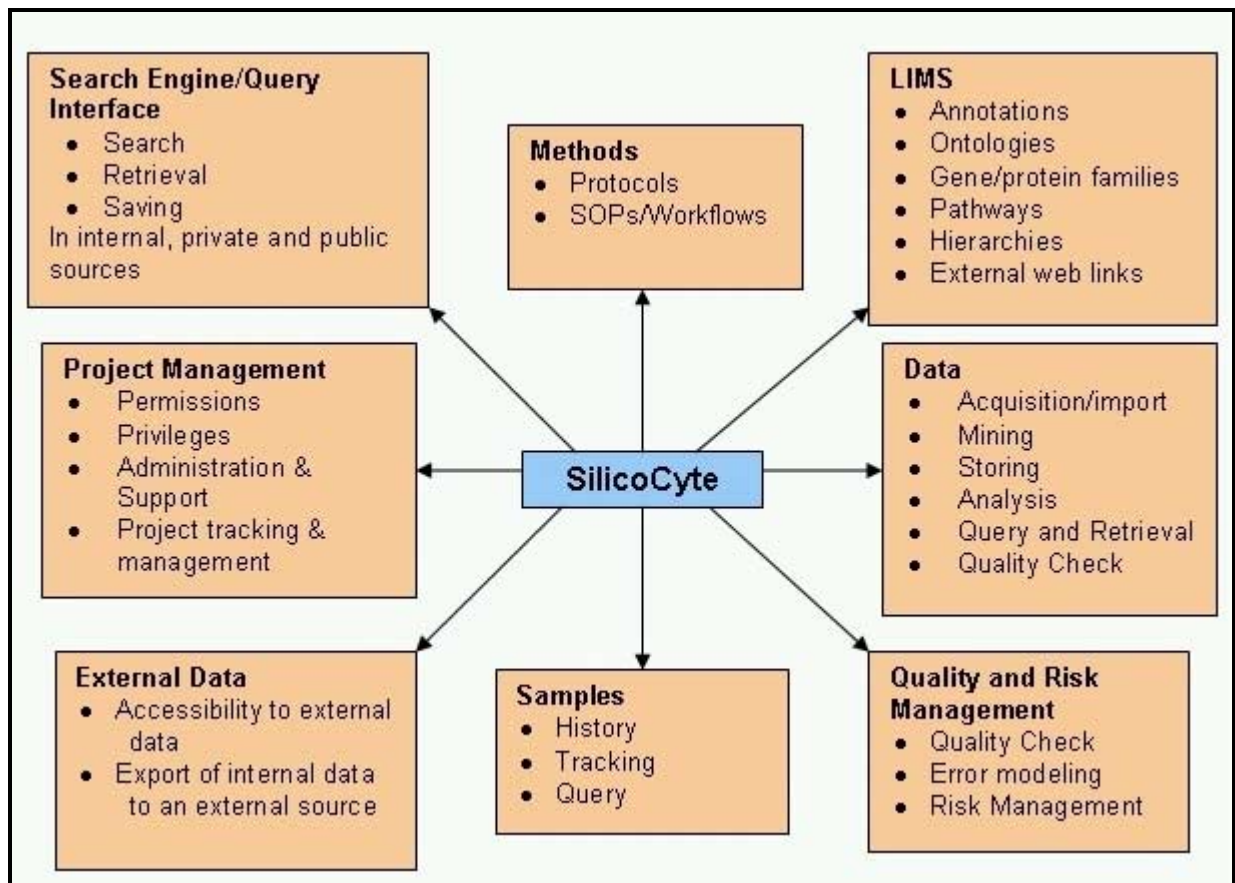 Search Engine/Query
Interface
● Search
● Retrieval
● Saving
In internal, private and public
sources
Methods
● Protocols
● SOPs/Workflows
LIMS
● Annotations
● Ontologies
● Gene/protein families
● Pathways
● Hierarchies
● External web links
Project Management
● Permissions
● Privileges
● Administration &
Support
● Project tracking &
management
SilicoCyte
Data
● Acquisition/import
● Mining
● Storing
● Analysis
● Query and Retrieval
● Quality Check
External Data
● Accessibility to external
data
● Export of internal data
to an external source
Samples
● History
● Tracking
● Query
Quality and Risk
Management
● Quality Check
● Error modeling
● Risk Management